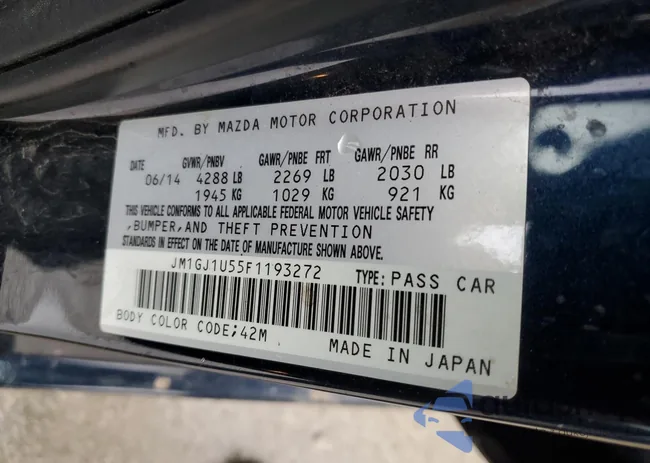 MFD. BY MAZDA MOTOR CORPORATION
DATE GVWR/PNBV GAWR/PNBE FRT GAWR/PNBE RR
06/14 4288 LB 2269 LB 2030 LB
1945 KG 1029 KG 921 KG
THIS VEHICLE CONFORMS TO ALL APPLICABLE FEDERAL MOTOR VEHICLE SAFETY
,BUMPER,AND THEFT PREVENTION
STANDARDS IN EFFECT ON THE DATE OF MANUFACTURE SHOWN ABOVE.
JM1GJ1U55F1193272 TYPE: PASS CAR
BODY COLOR CODE;42M MADE IN JAPAN